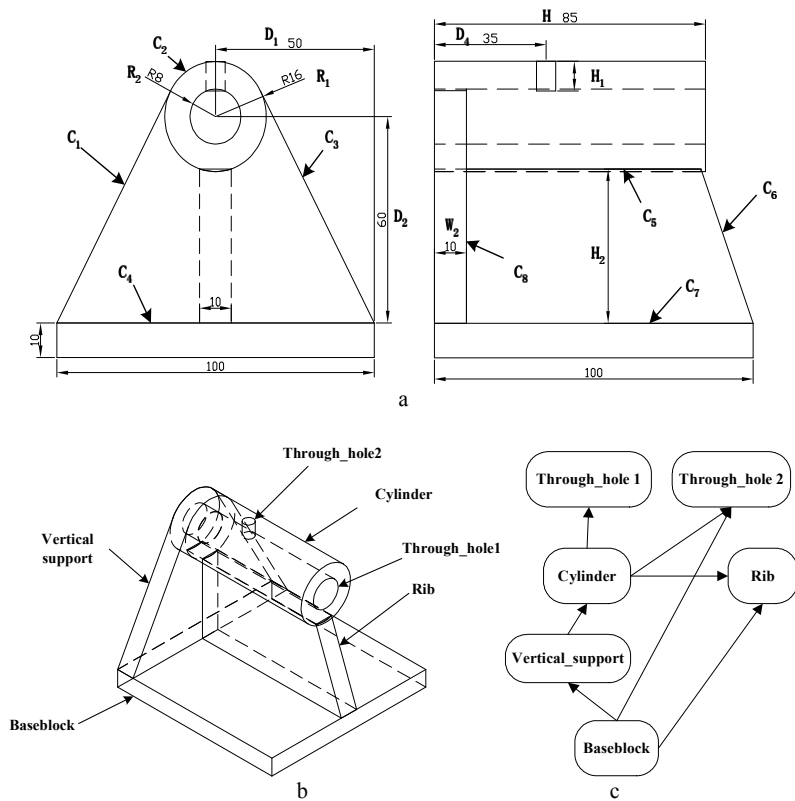 D1
50
C2
R2
R8
R16
R1
C1
C3
60
D2
C4
10
10
100
H 85
D4
35
H1
C5
C6
W2
10
H2
C8
C7
100
a
Through_hole2
Cylinder
Vertical
support
Through_hole1
Rib
Baseblock
b
Through_hole 1
Through_hole 2
Cylinder
Rib
Vertical_support
Baseblock
c